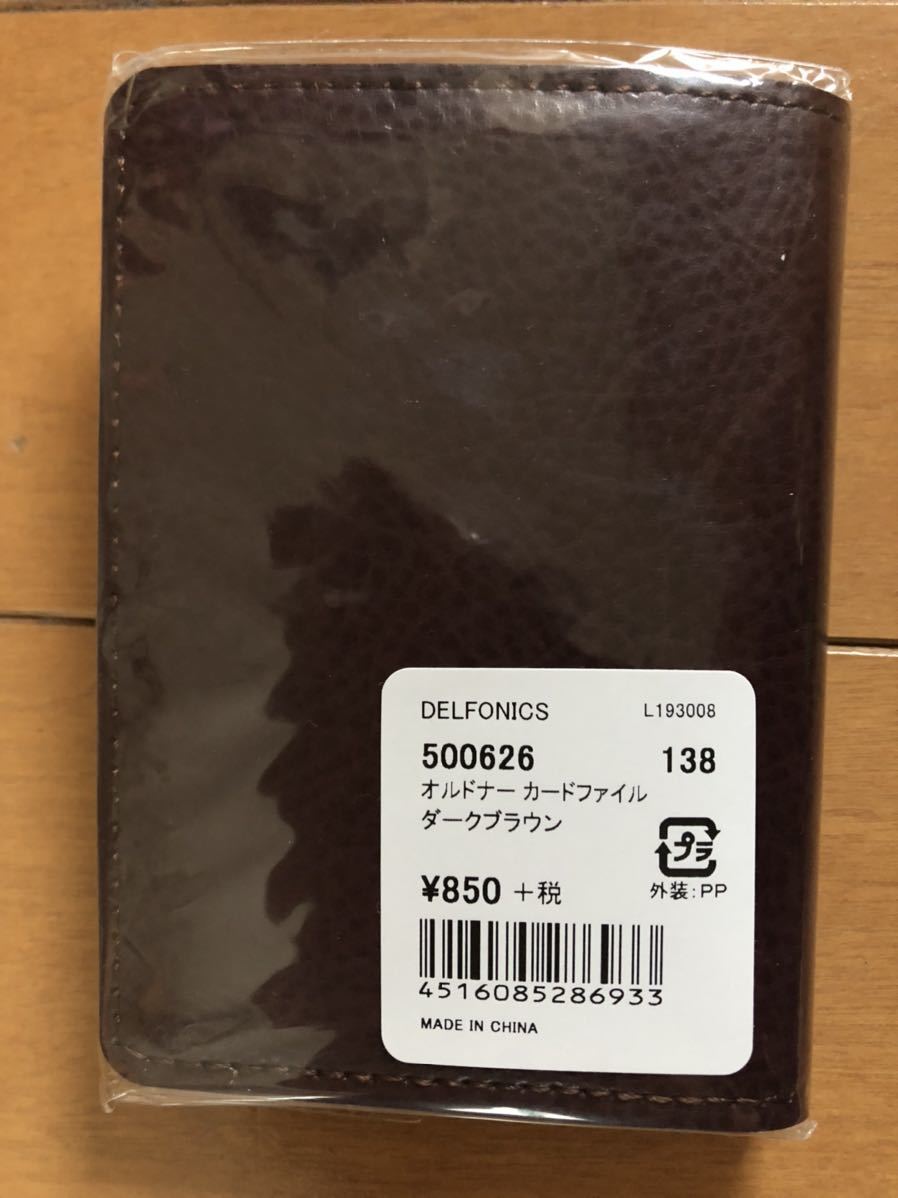 DELFONICS L193008
500626 138
オルドナー カードファイル
ダークブラウン
プラ
¥850 +税 外装:PP
4516085286933
MADE IN CHINA